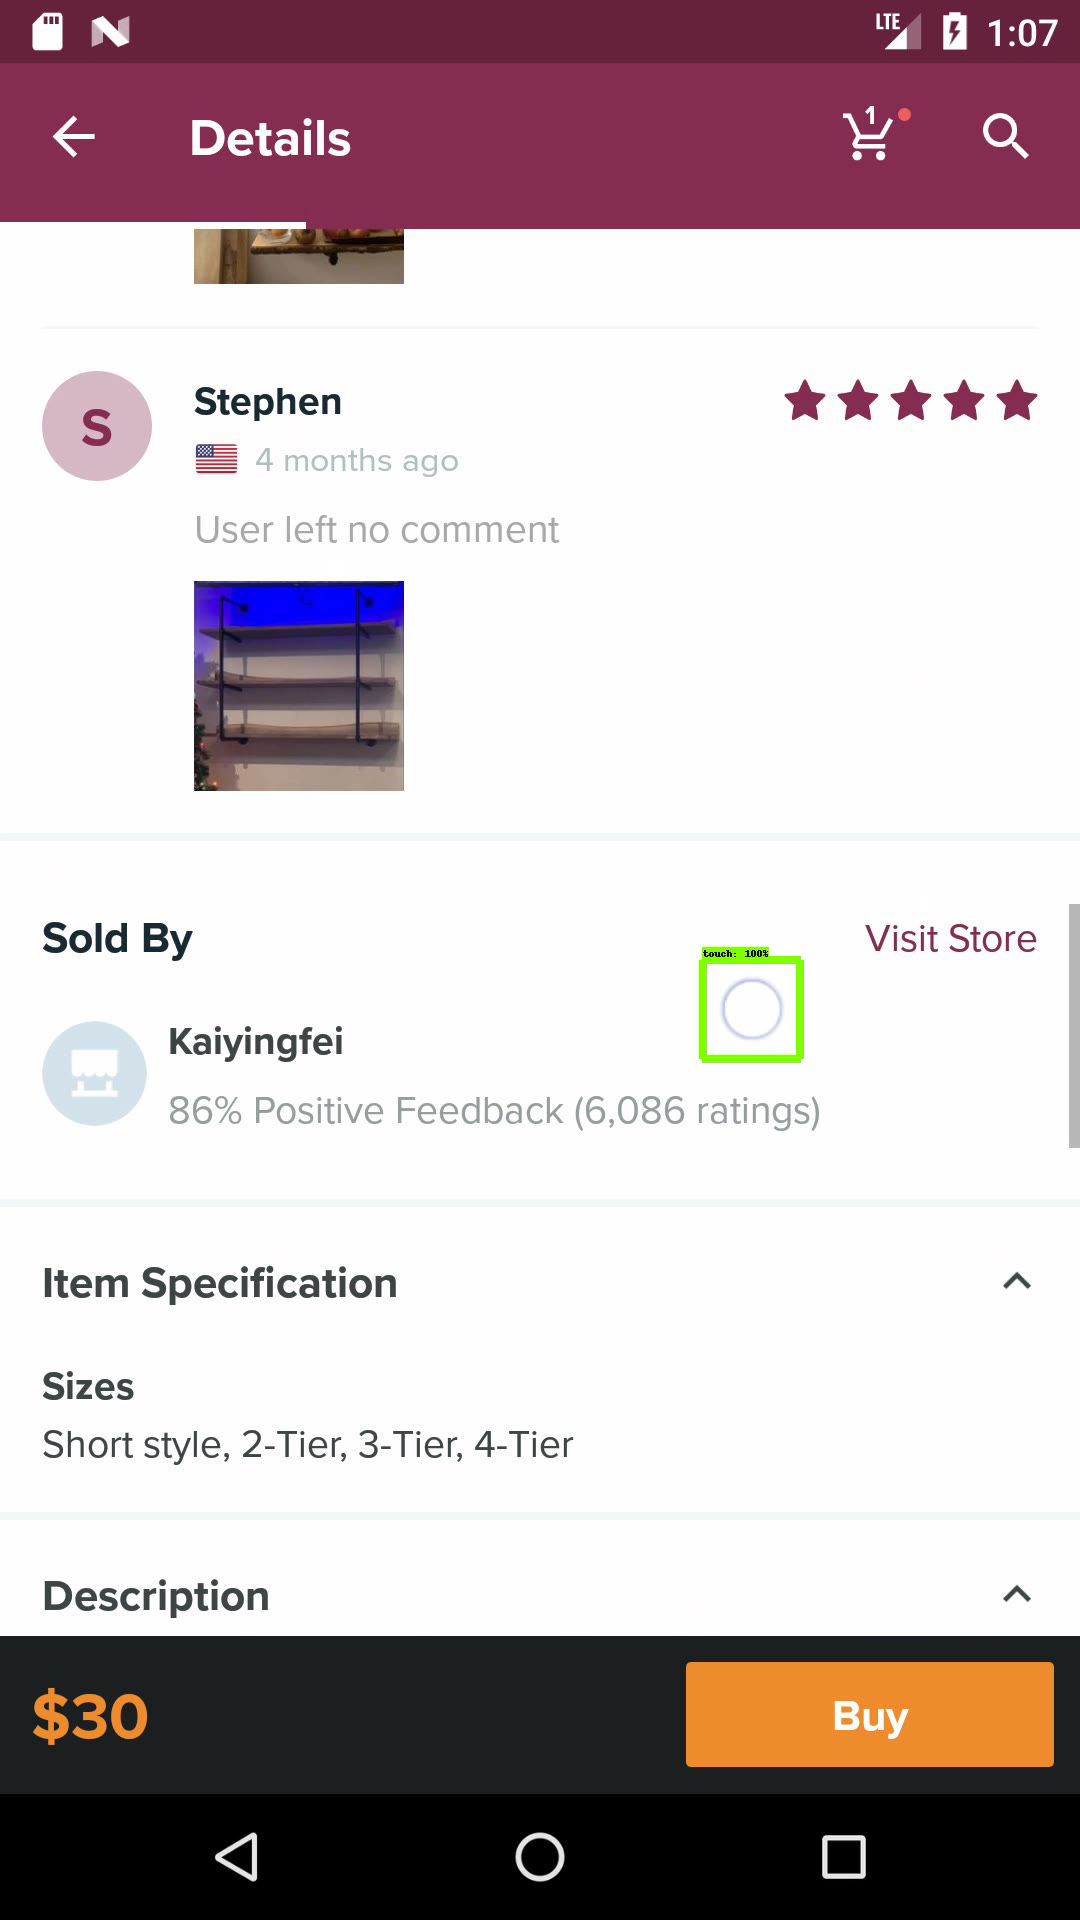 LTE 1:07
Details
1
Stephen
S
4 months ago
User left no comment
Sold By
Visit Store
touch: 100%
Kaiyingfei
86% Positive Feedback (6,086 ratings)
Item Specification
Sizes
Short style, 2-Tier, 3-Tier, 4-Tier
Description
$30
Buy